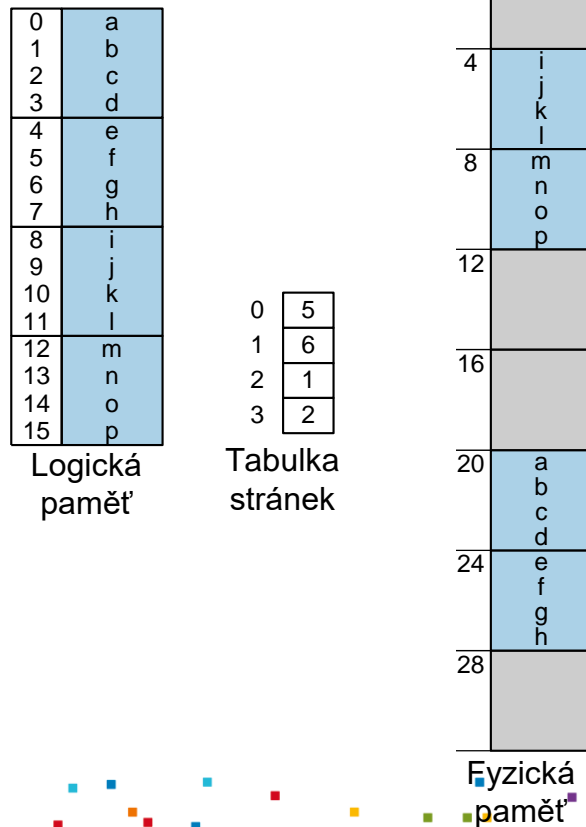 0 a
1 b
2 c
3 d
4 e
5 f
6 g
7 h
8 i
9 j
10 k
11 l
12 m
13 n
14 o
15 p
Logická
paměť
0 5
1 6
2 1
3 2
Tabulka
stránek
4 i
j
k
l
8 m
n
o
p
12
16
20 a
b
c
d
24 e
f
g
h
28
Fyzická
paměť